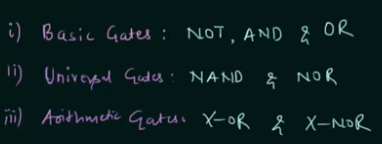 i) Basic Gates : NOT, AND & OR
ii) Universal Gates : NAND & NOR
iii) Arithmetic Gates: X-OR & X-NOR